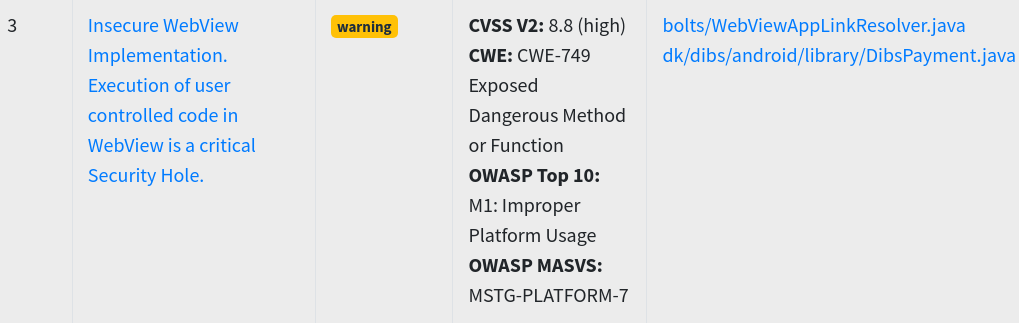 3
Insecure WebView
Implementation.
Execution of user
controlled code in
WebView is a critical
Security Hole.
warning
CVSS V2: 8.8 (high)
CWE: CWE-749
Exposed
Dangerous Method
or Function
OWASP Top 10:
M1: Improper
Platform Usage
OWASP MASVS:
MSTG-PLATFORM-7
bolts/WebViewAppLinkResolver.java
dk/dibs/android/library/DibsPayment.java